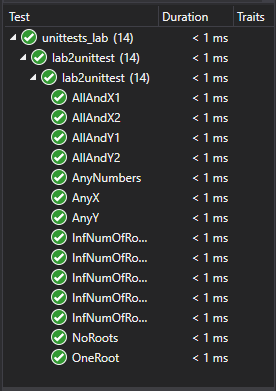 Test Duration Traits
unittests_lab (14) < 1 ms
lab2unittest (14) < 1 ms
lab2unittest (14) < 1 ms
AllAndX1 < 1 ms
AllAndX2 < 1 ms
AllAndY1 < 1 ms
AllAndY2 < 1 ms
AnyNumbers < 1 ms
AnyX < 1 ms
AnyY < 1 ms
InfNumOfRo... < 1 ms
InfNumOfRo... < 1 ms
InfNumOfRo... < 1 ms
InfNumOfRo... < 1 ms
InfNumOfRo... < 1 ms
NoRoots < 1 ms
OneRoot < 1 ms